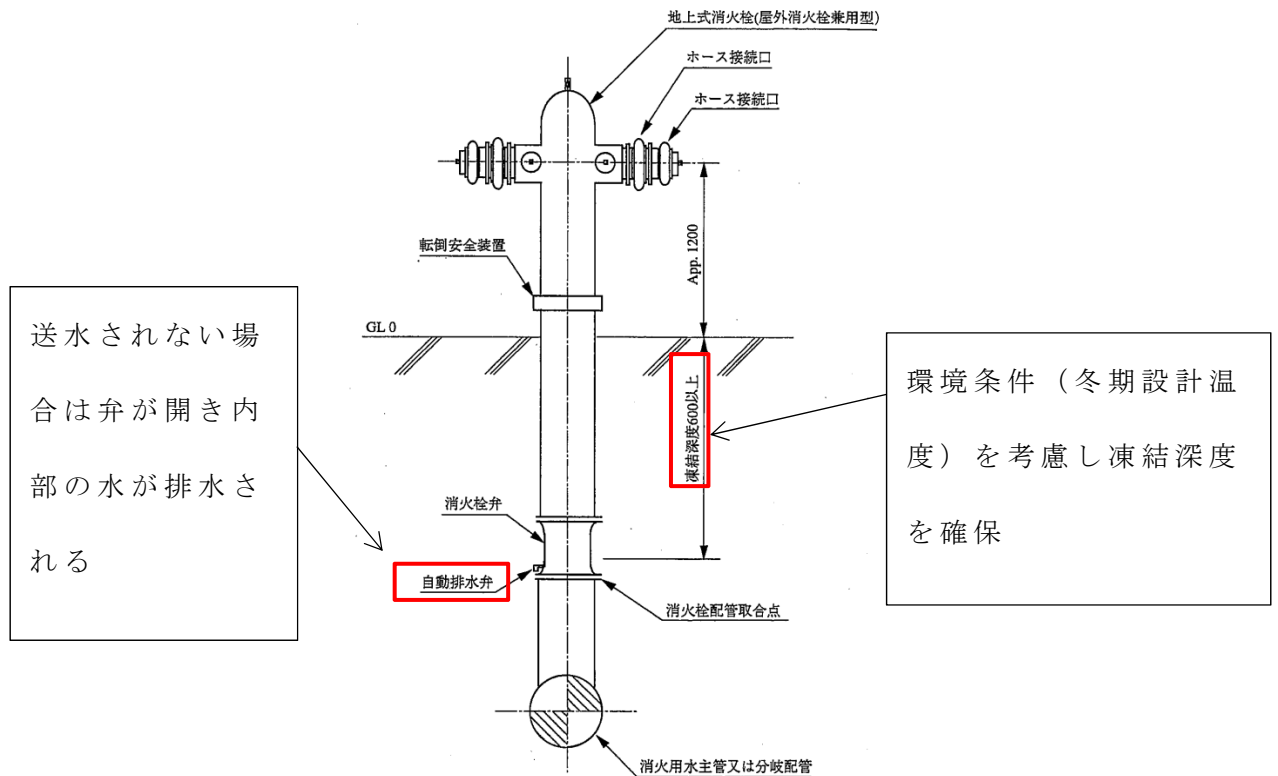 地上式消火栓(屋外消火栓兼用型)
ホース接続口
ホース接続口
転倒安全装置
App. 1200
GL 0
送水されない場
合は弁が開き内
部の水が排水さ
れる
凍結深度600以上
環境条件（冬期設計温
度）を考慮し凍結深度
を確保
消火栓弁
自動排水弁
消火栓配管取合点
消火用水主管又は分岐配管